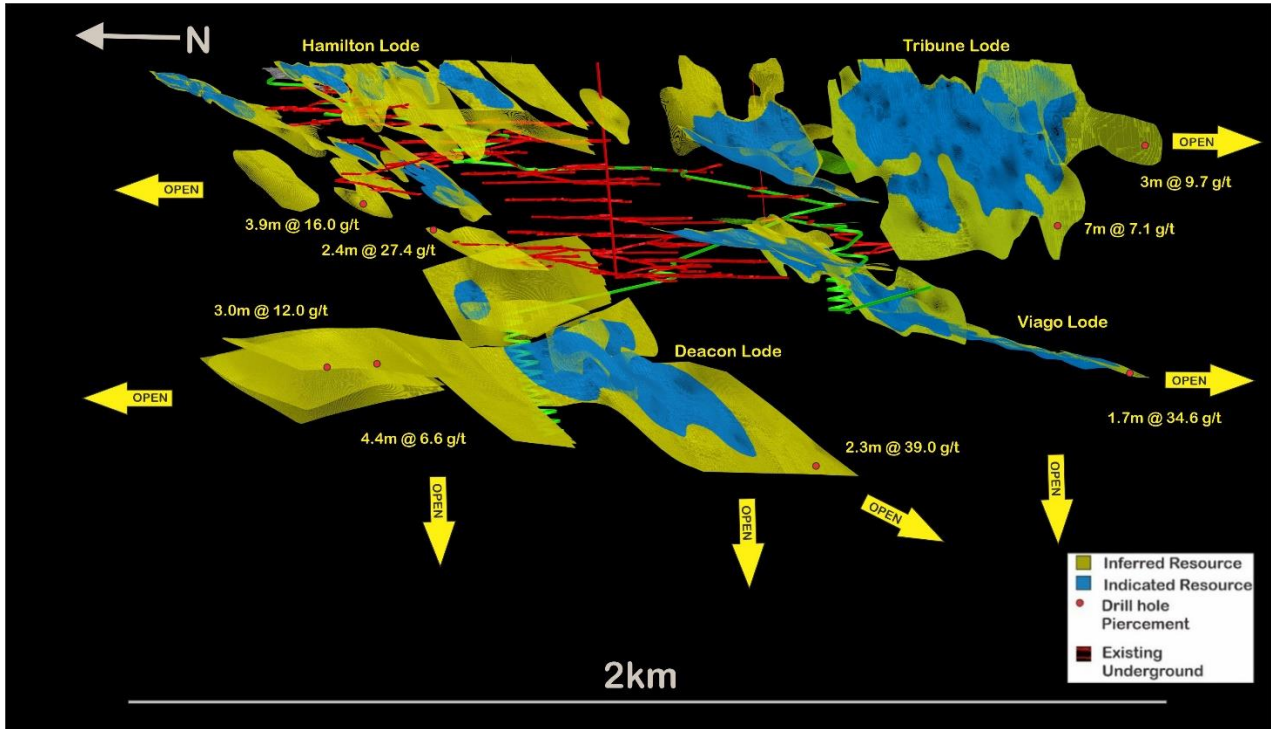 N
Hamilton Lode
Tribune Lode
OPEN
3m @ 9.7 g/t
OPEN
3.9m @ 16.0 g/t
7m @ 7.1 g/t
2.4m @ 27.4 g/t
3.0m @ 12.0 g/t
Viago Lode
Deacon Lode
OPEN
OPEN
1.7m @ 34.6 g/t
4.4m @ 6.6 g/t
2.3m @ 39.0 g/t
OPEN
OPEN
OPEN
OPEN
Inferred Resource
Indicated Resource
Drill hole
Piercement
Existing
Underground
2km